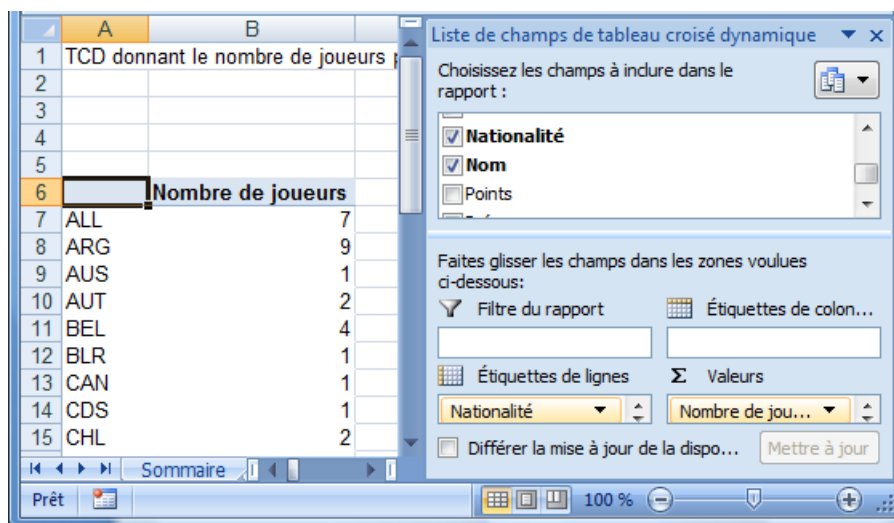 A B
1 TCD donnant le nombre de joueurs
2
3
4
5
6 Nombre de joueurs
7 ALL 7
8 ARG 9
9 AUS 1
10 AUT 2
11 BEL 4
12 BLR 1
13 CAN 1
14 CDS 1
15 CHL 2
Sommaire
Prêt
100 %
Liste de champs de tableau croisé dynamique
Choisissez les champs à inclure dans le
rapport :
Nationalité
Nom
Points
Faites glisser les champs dans les zones voulues
ci-dessous:
Filtre du rapport
Étiquettes de colon...
Étiquettes de lignes
Σ Valeurs
Nationalité
Nombre de jou...
Différer la mise à jour de la dispo...
Mettre à jour